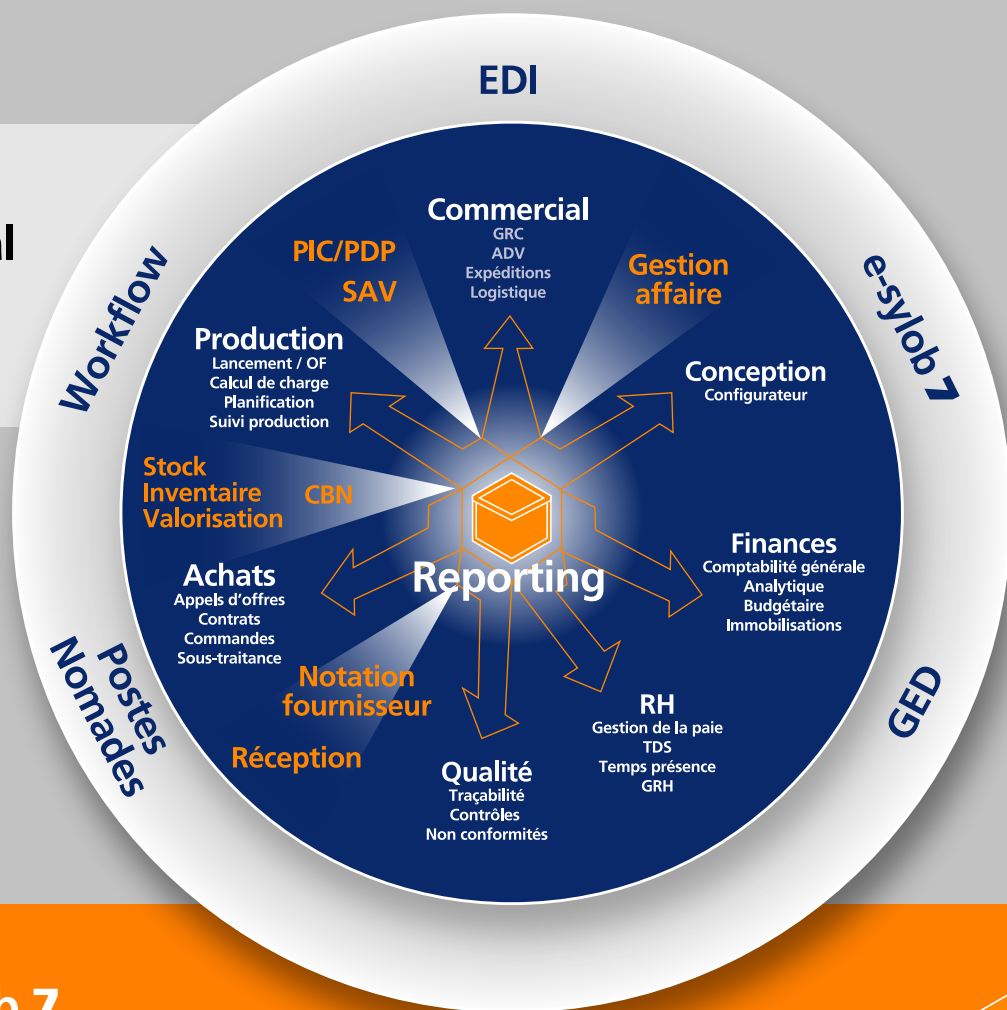 EDI
Workflow
e-sylob 7
Postes
Nomades
GED
Commercial
GRC
ADV
Expéditions
Logistique
PIC/PDP
SAV
Gestion
affaire
Production
Lancement / OF
Calcul de charge
Planification
Suivi production
Conception
Configurateur
Stock
Inventaire
Valorisation
CBN
Reporting
Finances
Comptabilité générale
Analytique
Budgétaire
Immobilisations
Achats
Appels d'offres
Contrats
Commandes
Sous-traitance
Notation
fournisseur
Réception
RH
Gestion de la paie
TDS
Temps présence
GRH
Qualité
Traçabilité
Contrôles
Non conformités
7